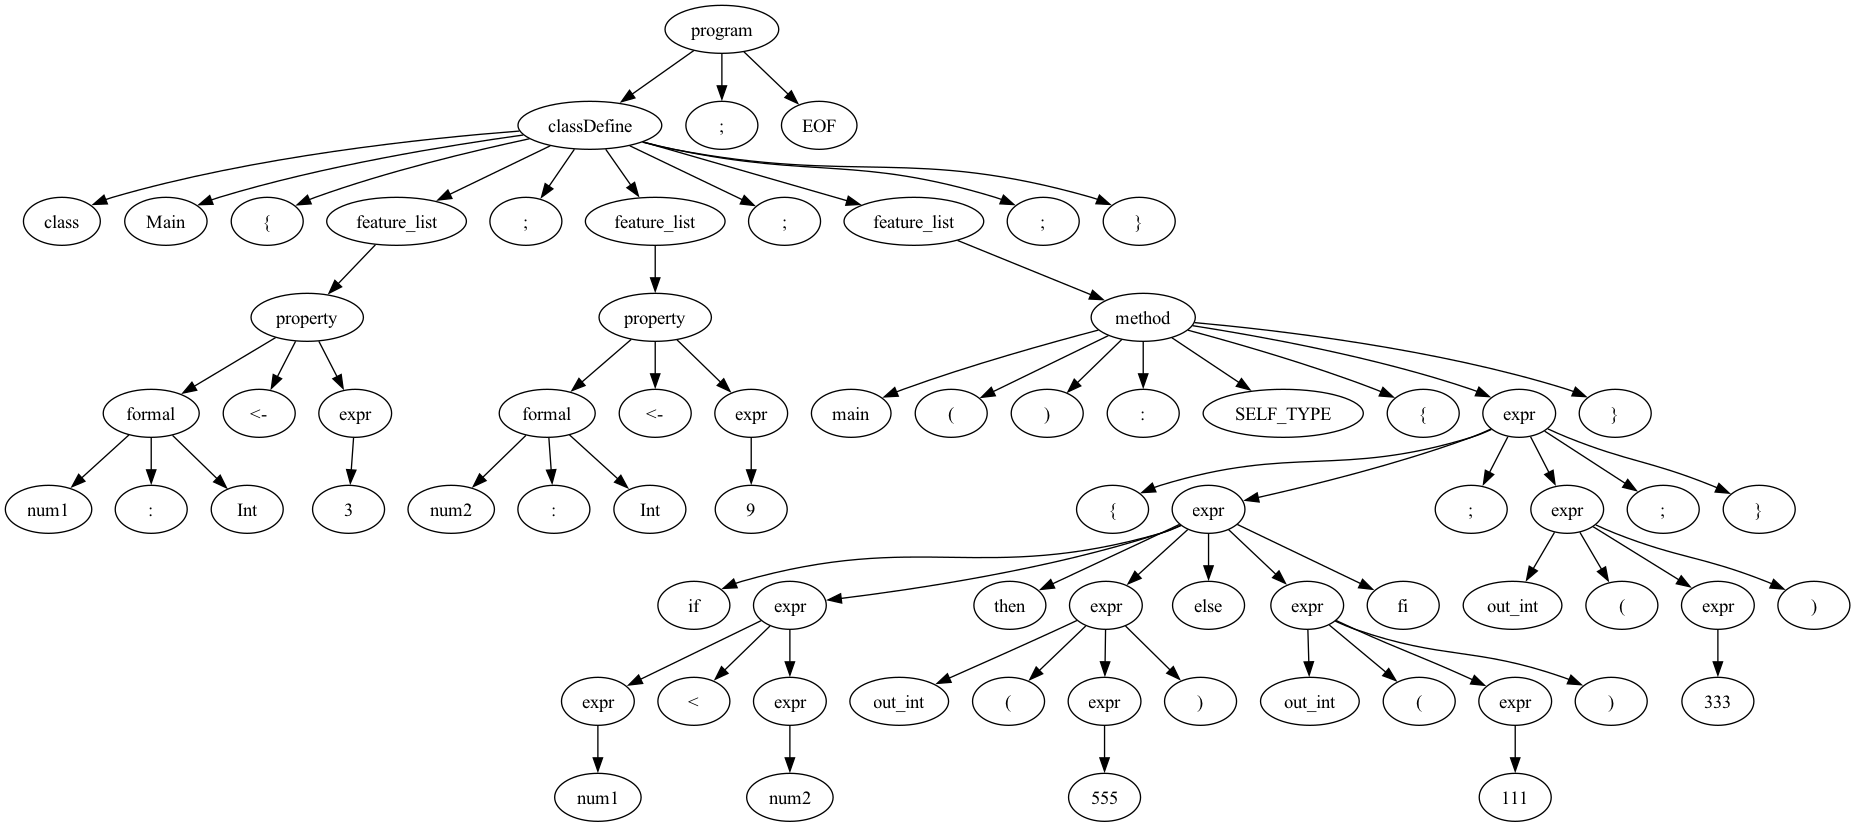 program
classDefine ; EOF
class Main { feature_list ; feature_list ; feature_list ; }
property property method
formal <- expr formal <- expr main ( ) : SELF_TYPE { expr }
num1 : Int 3 num2 : Int 9 { expr ; expr ; }
if expr then expr else expr fi out_int ( expr )
expr < expr out_int ( expr ) out_int ( expr ) 333
num1 num2 555 111